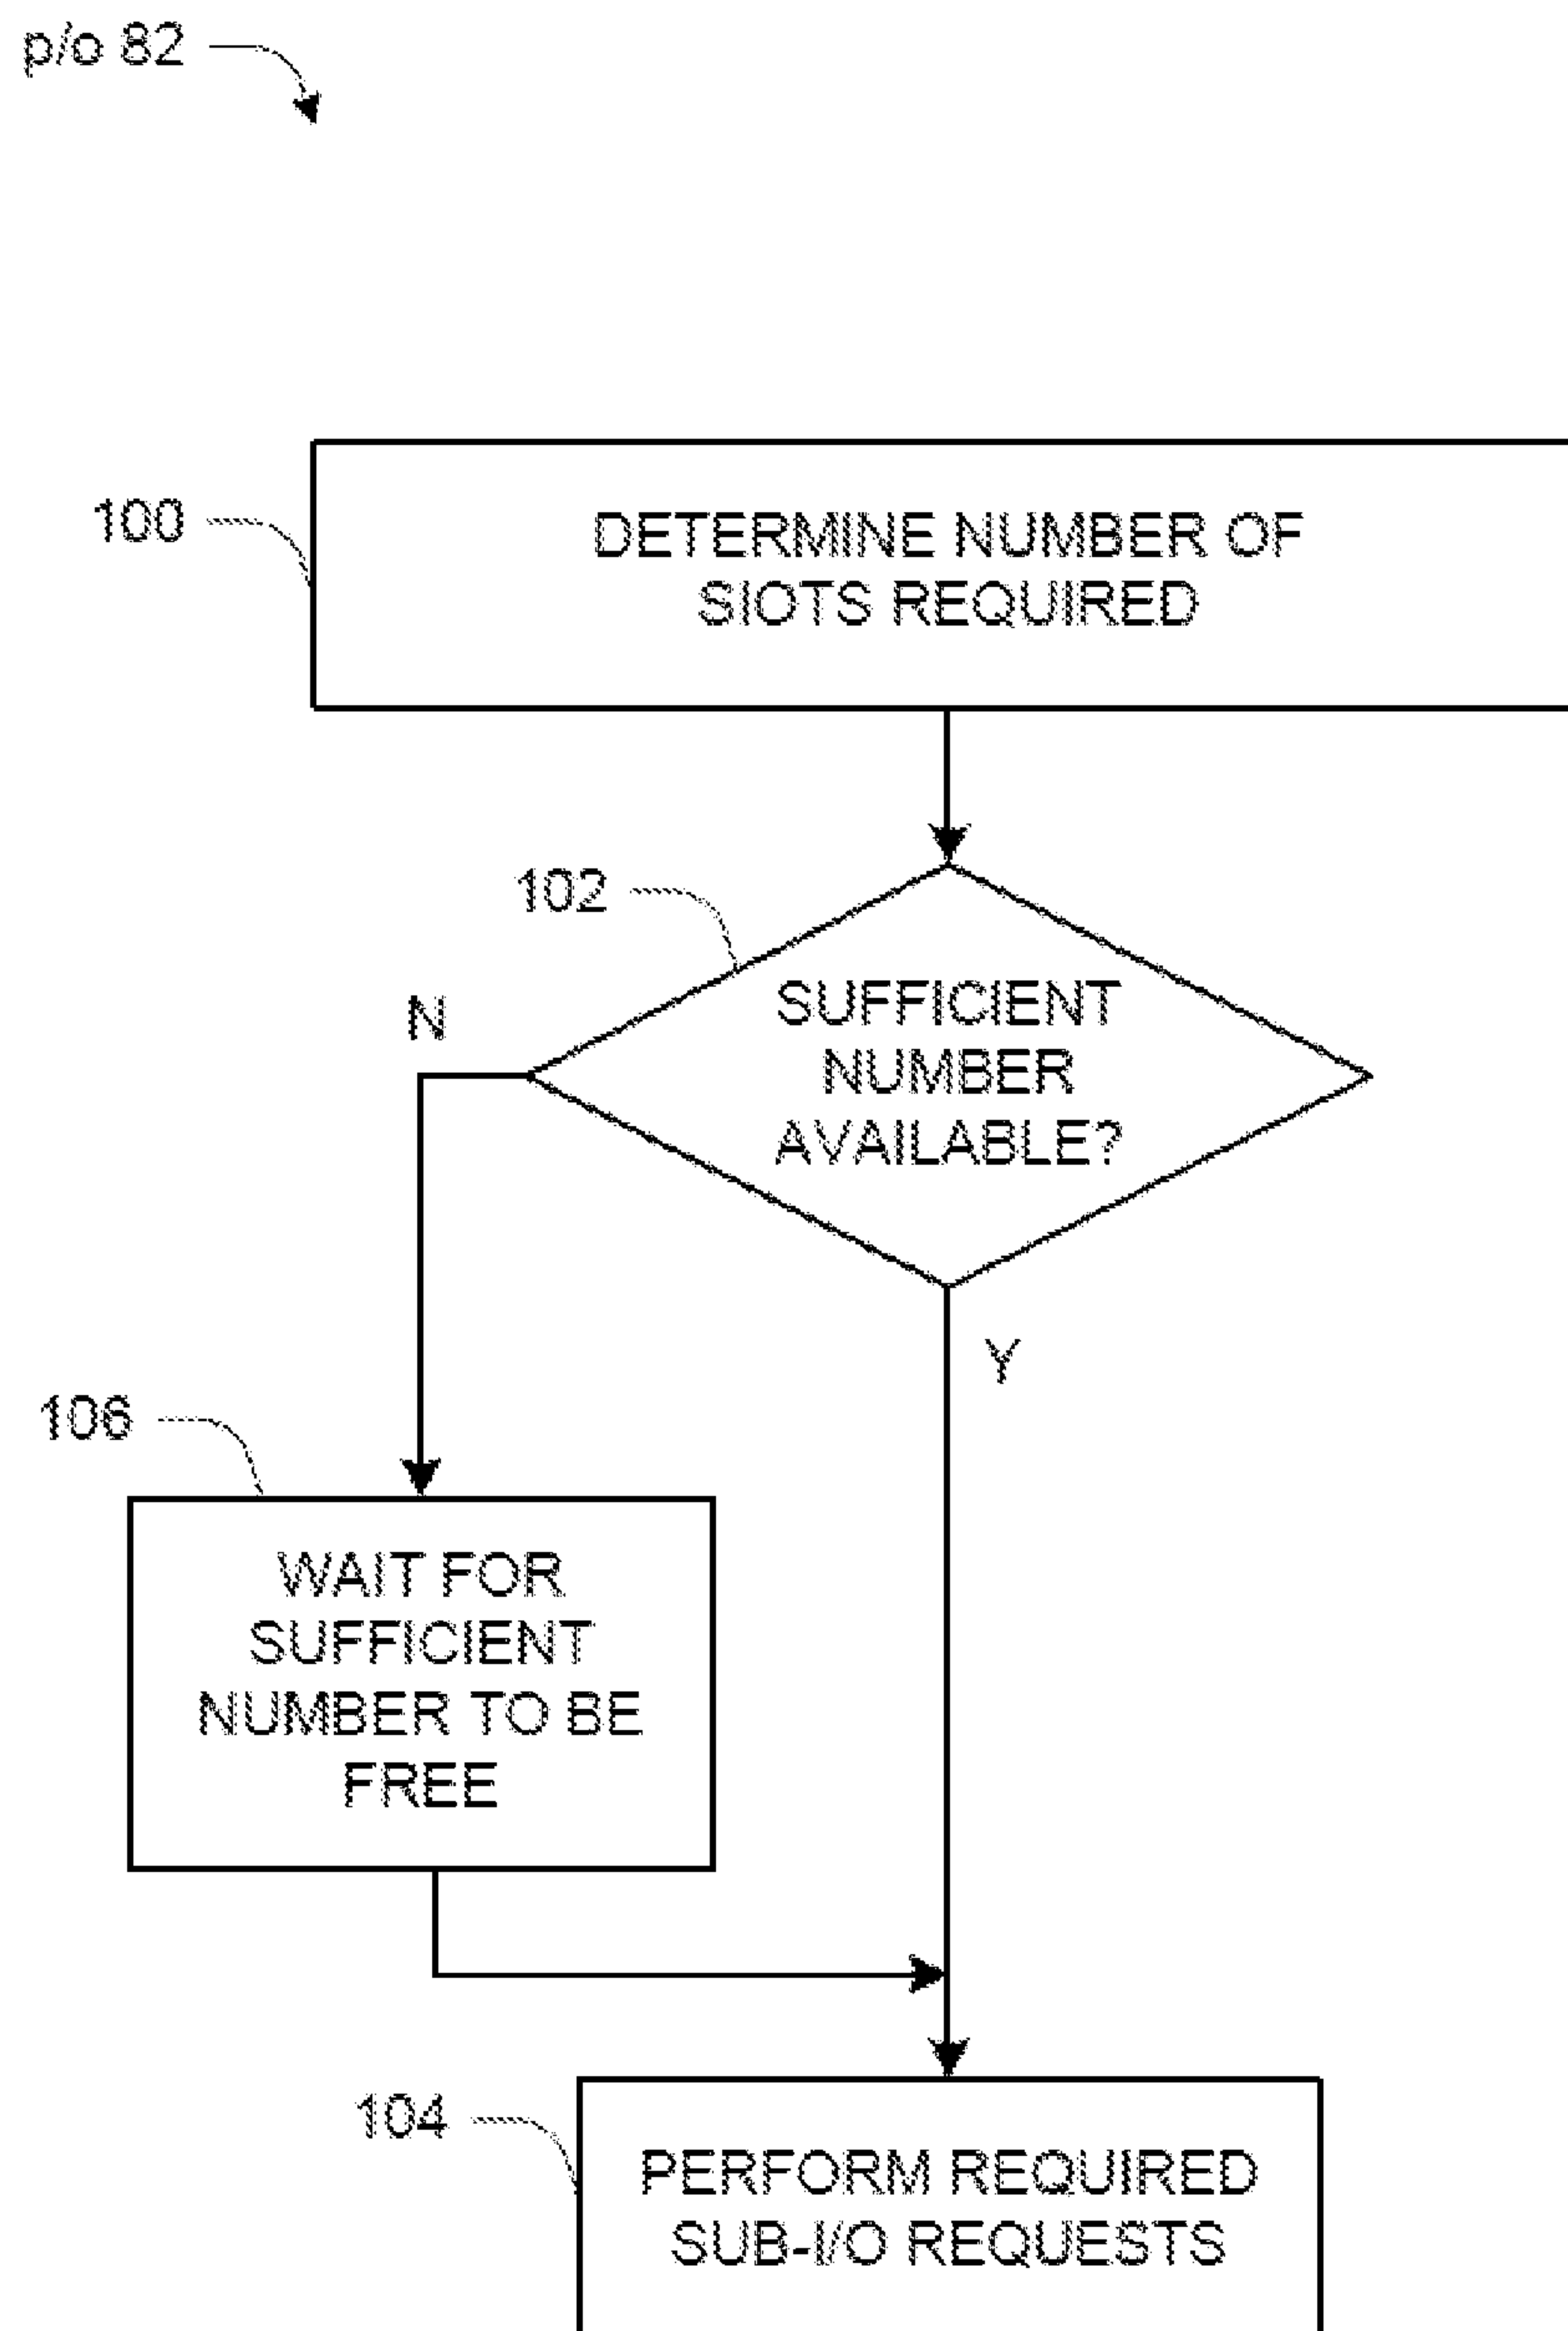 p/o 82
100
DETERMINE NUMBER OF
SIOTS REQUIRED
102
SUFFICIENT
NUMBER
AVAILABLE?
N
Y
106
WAIT FOR
SUFFICIENT
NUMBER TO BE
FREE
104
PERFORM REQUIRED
SUB-I/O REQUESTS